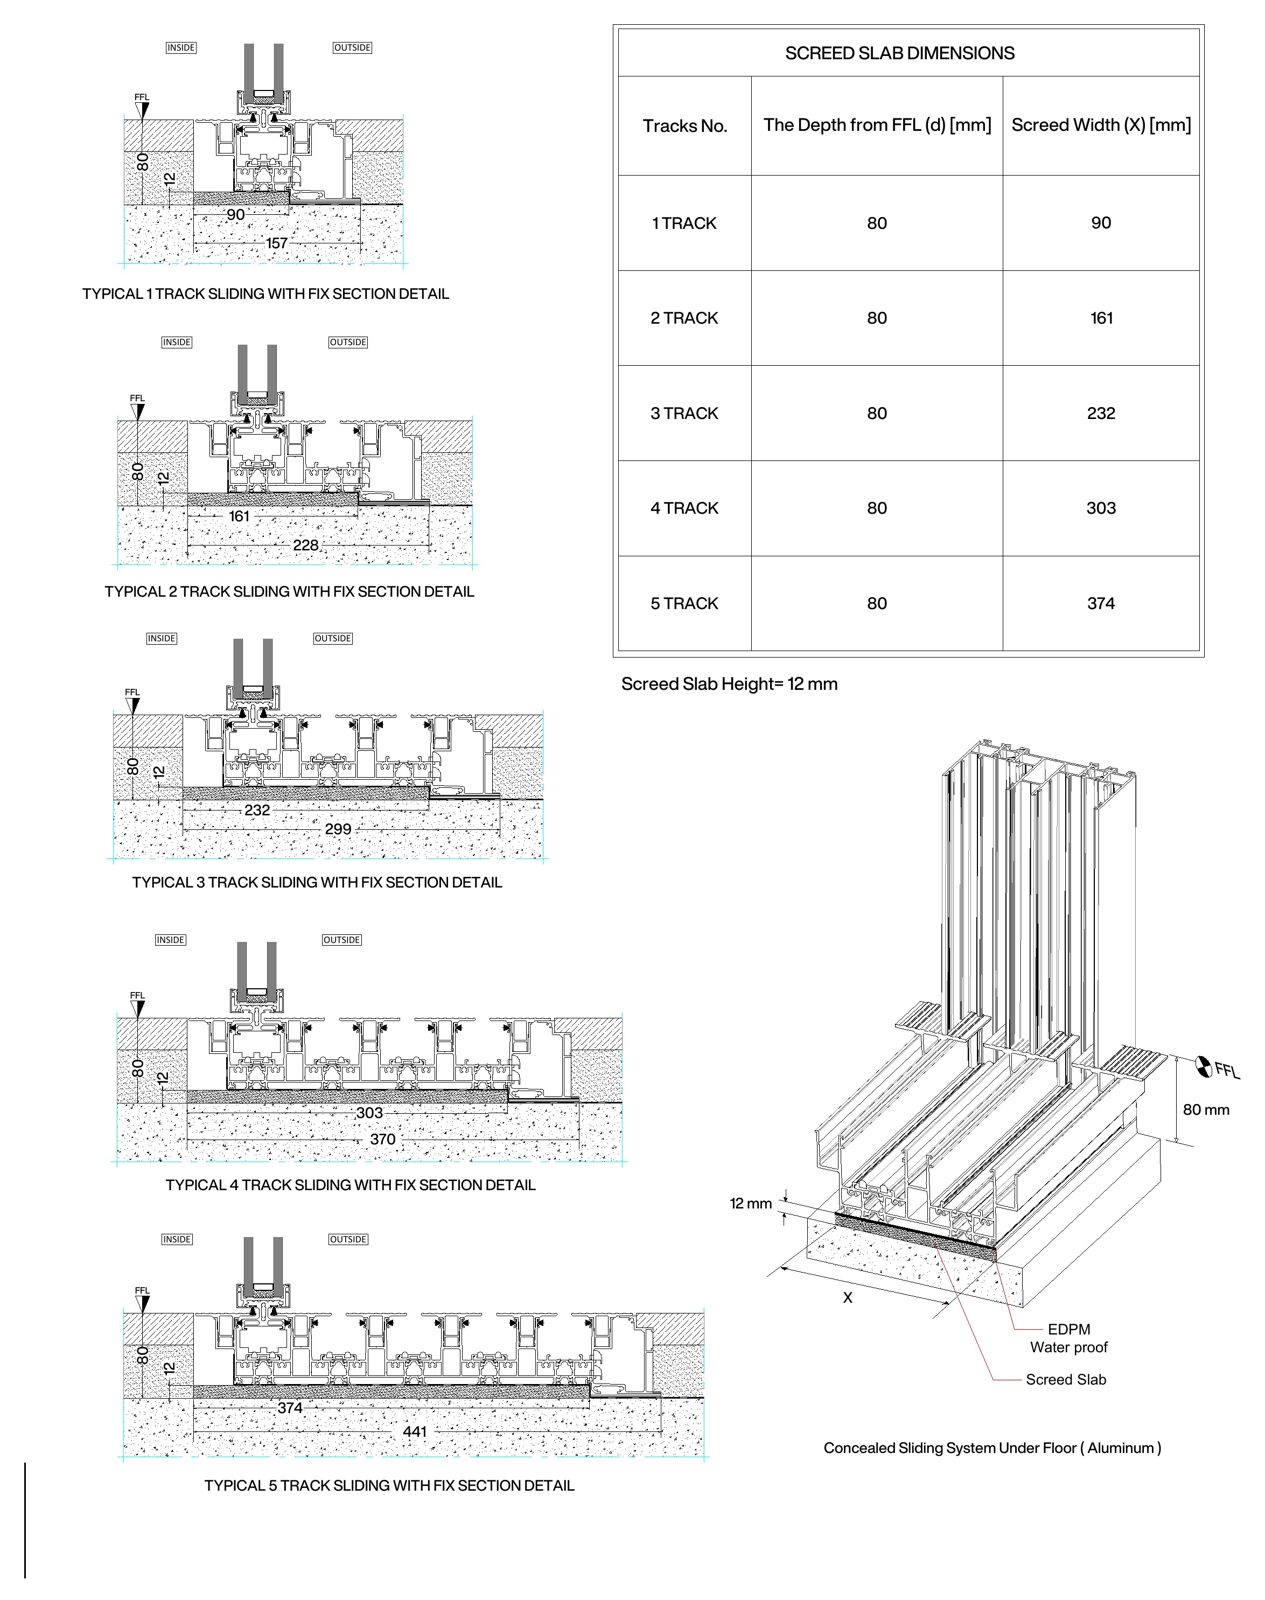 INSIDE
OUTSIDE
FFL
80
12
90
157
TYPICAL 1 TRACK SLIDING WITH FIX SECTION DETAIL
INSIDE
OUTSIDE
FFL
80
12
161
228
TYPICAL 2 TRACK SLIDING WITH FIX SECTION DETAIL
INSIDE
OUTSIDE
FFL
80
12
232
299
TYPICAL 3 TRACK SLIDING WITH FIX SECTION DETAIL
INSIDE
OUTSIDE
FFL
80
12
303
370
TYPICAL 4 TRACK SLIDING WITH FIX SECTION DETAIL
INSIDE
OUTSIDE
FFL
80
12
374
441
TYPICAL 5 TRACK SLIDING WITH FIX SECTION DETAIL
SCREED SLAB DIMENSIONS
Tracks No. The Depth from FFL (d) [mm] Screed Width (X) [mm]
1 TRACK 80 90
2 TRACK 80 161
3 TRACK 80 232
4 TRACK 80 303
5 TRACK 80 374
Screed Slab Height= 12 mm
FFL
80 mm
12 mm
X
EDPM
Water proof
Screed Slab
Concealed Sliding System Under Floor ( Aluminum )